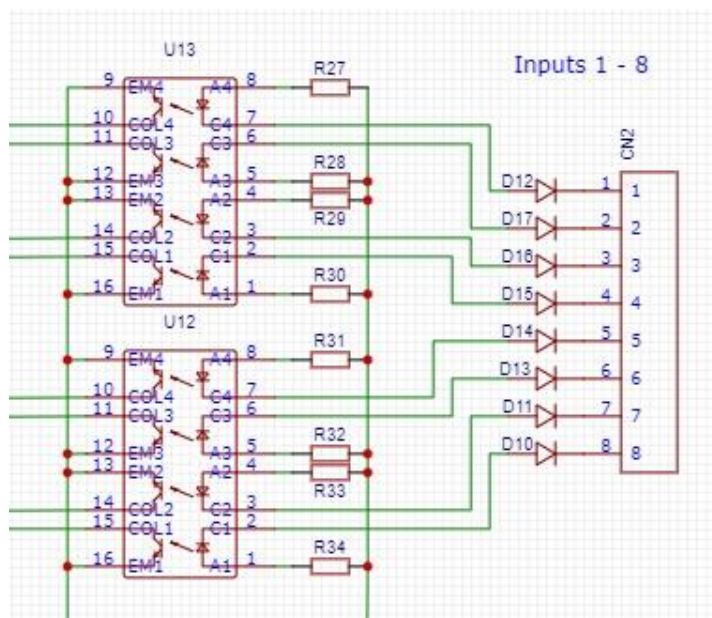 U13
Inputs 1 - 8
CN2
9 EM4 A4 8 R27
10 COL4 C4 7
11 COL3 C3 6
12 EM3 A3 5 R28
13 EM2 A2 4 R29
14 COL2 C2 3
15 COL1 C1 2
16 EM1 A1 1 R30
U12
9 EM4 A4 8 R31
10 COL4 C4 7
11 COL3 C3 6
12 EM3 A3 5 R32
13 EM2 A2 4 R33
14 COL2 C2 3
15 COL1 C1 2
16 EM1 A1 1 R34
D12 1 1
D17 2 2
D16 3 3
D15 4 4
D14 5 5
D13 6 6
D11 7 7
D10 8 8